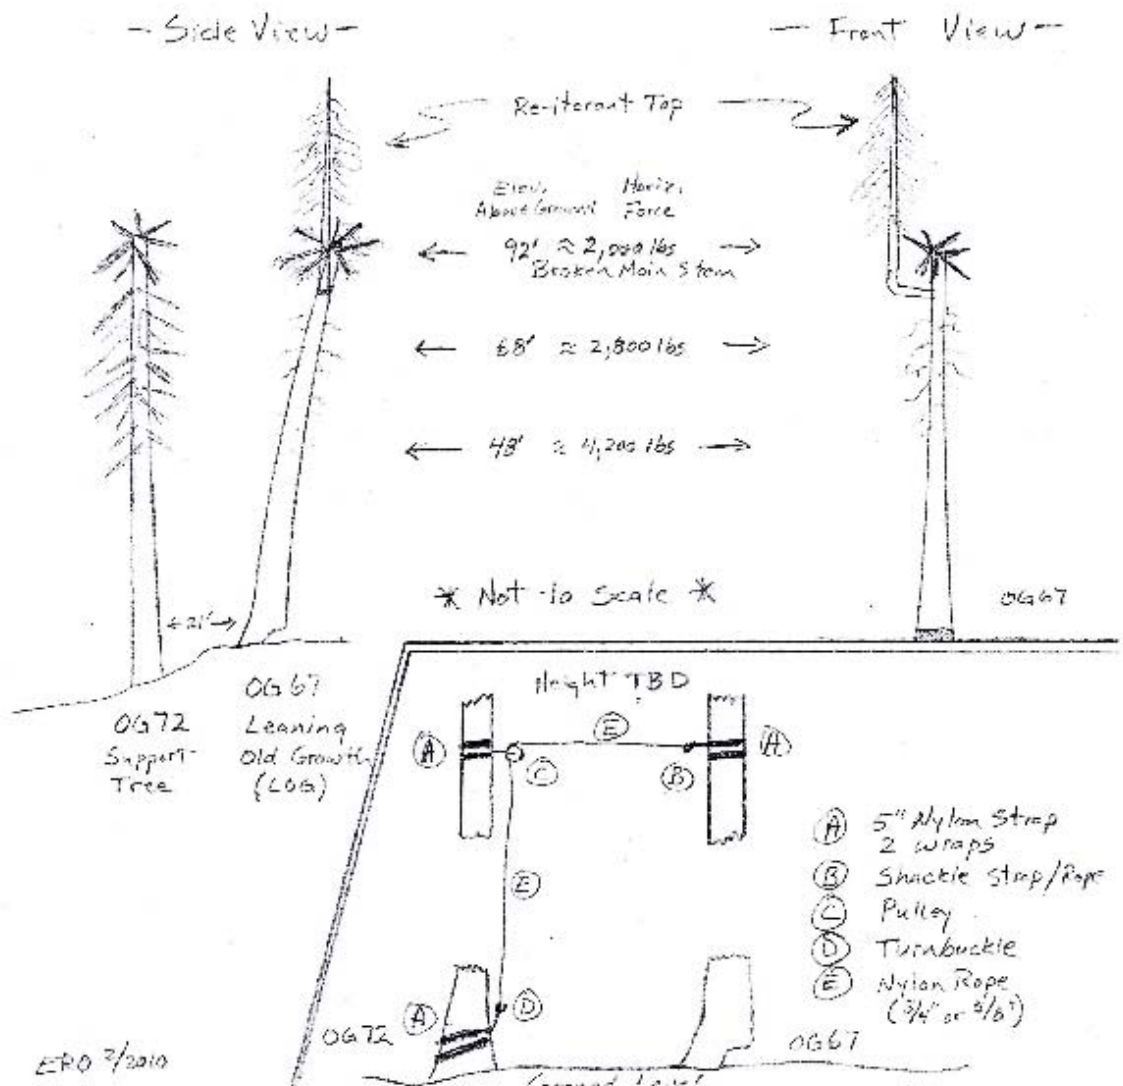 - Side View -
- Front View -
Re-iterant Top
Elev. Above Ground
Horiz. Force
92' ≈ 2,000 lbs
Broken Main Stem
68' ≈ 2,800 lbs
48' ≈ 4,200 lbs
* Not to Scale *
OG67
21'
OG72
Support Tree
OG67
Leaning
Old Growth
(LOG)
Height TBD
A
E
A
C
B
E
A
D
OG72
OG67
Ground Level
A 5" Nylon Strap
2 wraps
B Shackle Strap/Rope
C Pulley
D Turnbuckle
E Nylon Rope
(3/4" or 5/8")
ERO 2/2010